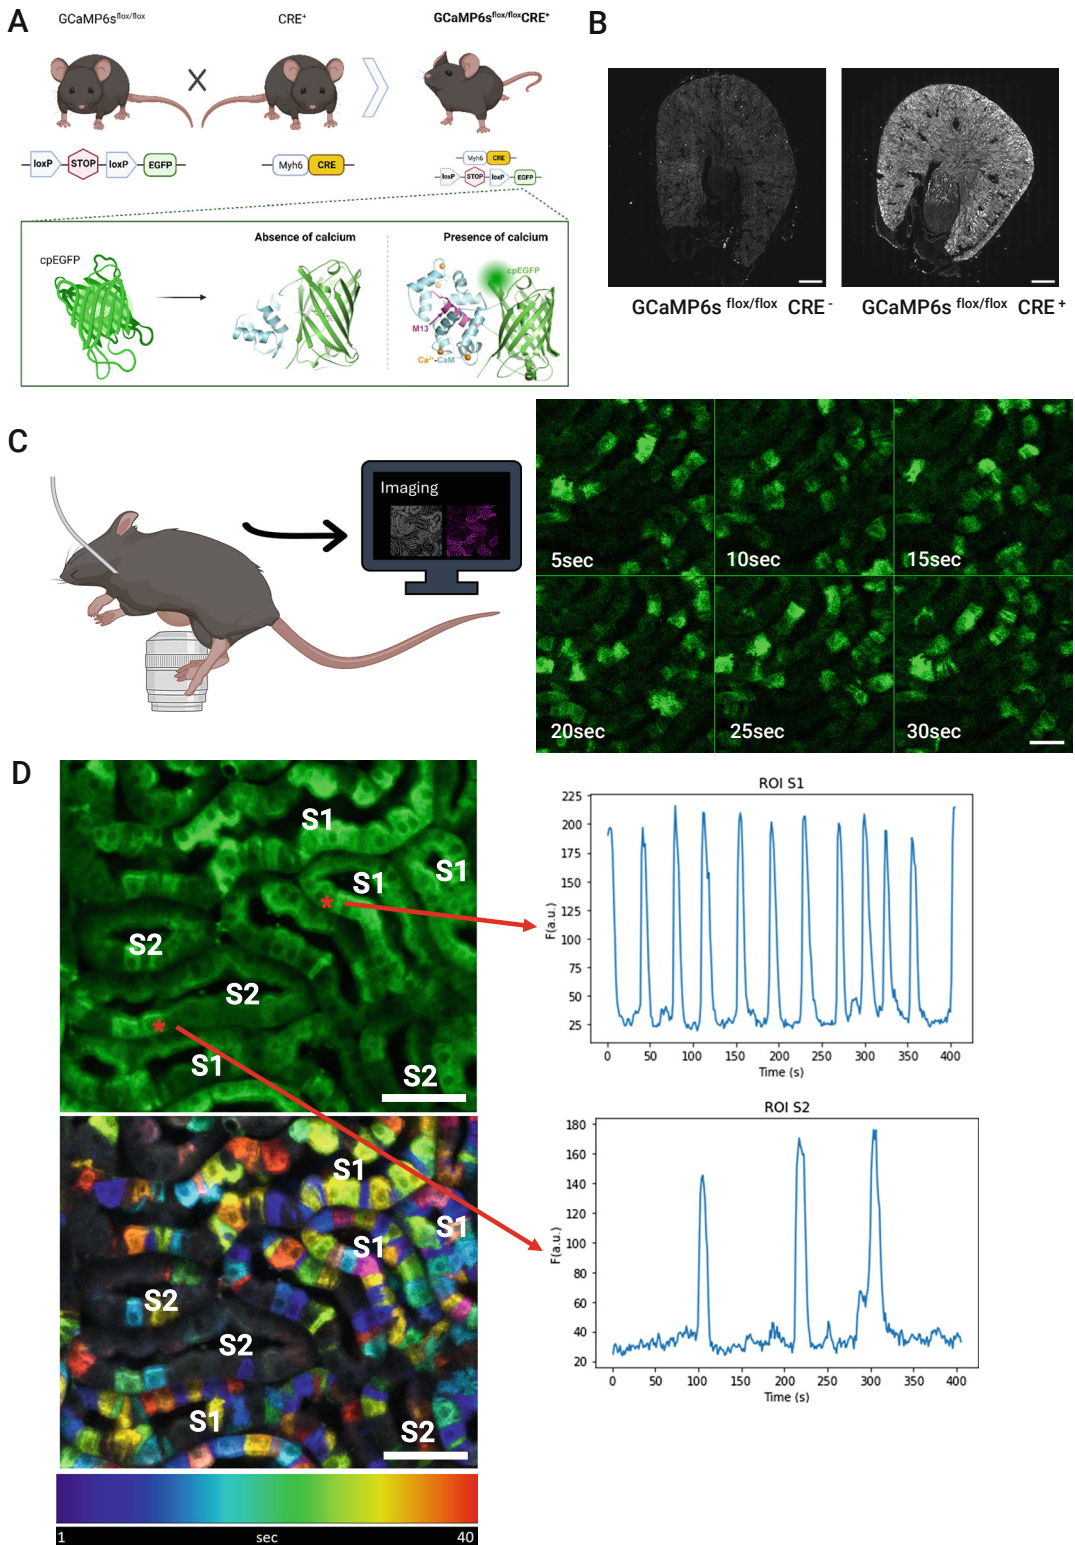 A
GCaMP6s^flox/flox
CRE⁺
GCaMP6s^flox/flox CRE⁺
loxP
STOP
loxP
EGFP
Myh6
CRE
Myh6
CRE
loxP
STOP
loxP
EGFP
cpEGFP
Absence of calcium
Presence of calcium
cpEGFP
M13
Ca²⁺-CaM
B
GCaMP6s flox/flox CRE -
GCaMP6s flox/flox CRE +
C
Imaging
5sec
10sec
15sec
20sec
25sec
30sec
D
S1
S1
S1
*
S2
S2
*
S1
S2
ROI S1
F(a.u.)
225
200
175
150
125
100
75
50
25
0 50 100 150 200 250 300 350 400
Time (s)
S1
S1
S1
S2
S2
S1
S2
1 sec 40
ROI S2
F(a.u.)
180
160
140
120
100
80
60
40
20
0 50 100 150 200 250 300 350 400
Time (s)